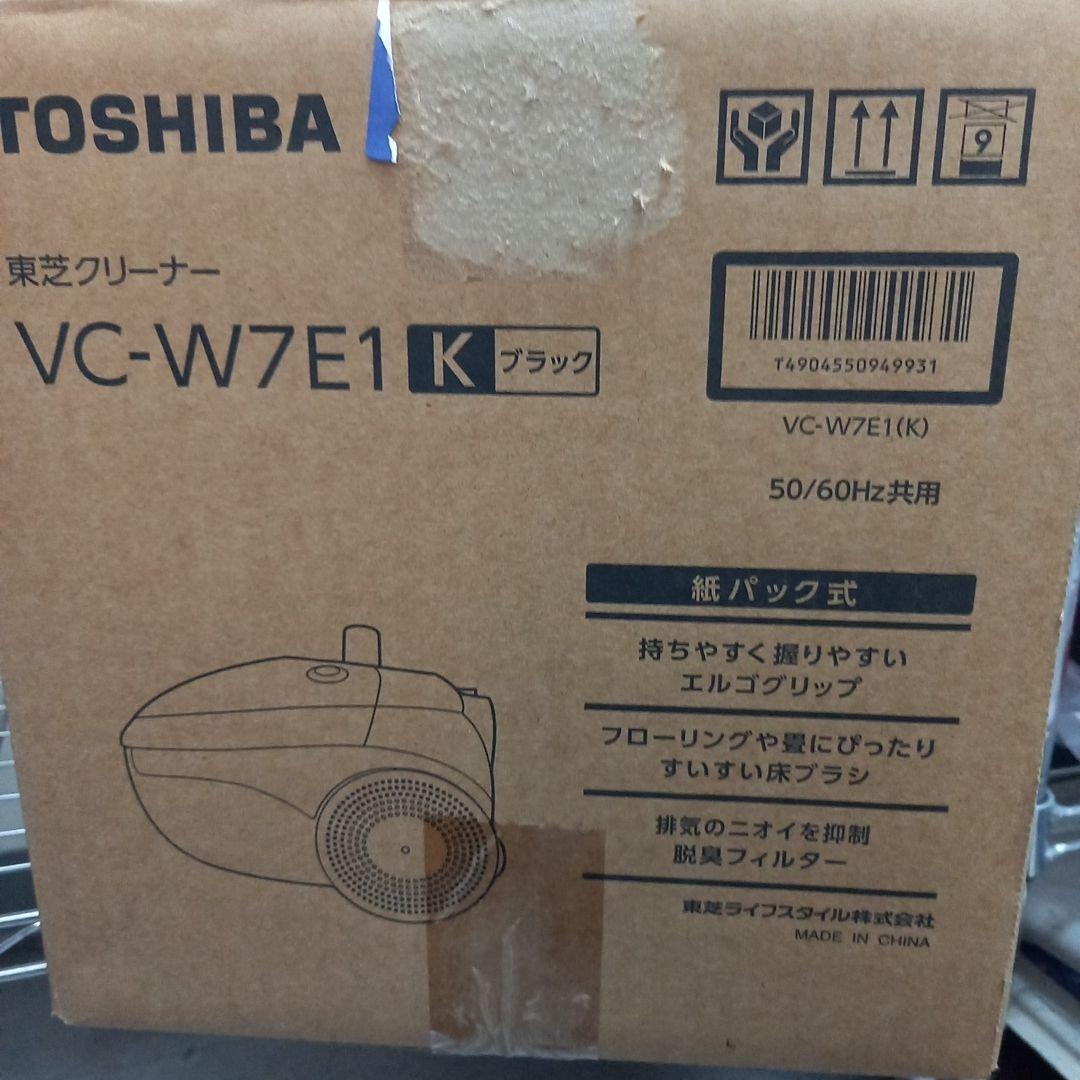 TOSHIBA
9
東芝クリーナー
VC-W7E1 K ブラック
T4904550949931
VC-W7E1(K)
50/60Hz共用
紙パック式
持ちやすく握りやすい
エルゴグリップ
フローリングや畳にぴったり
すいすい床ブラシ
排気のニオイを抑制
脱臭フィルター
東芝ライフスタイル株式会社
MADE IN CHINA